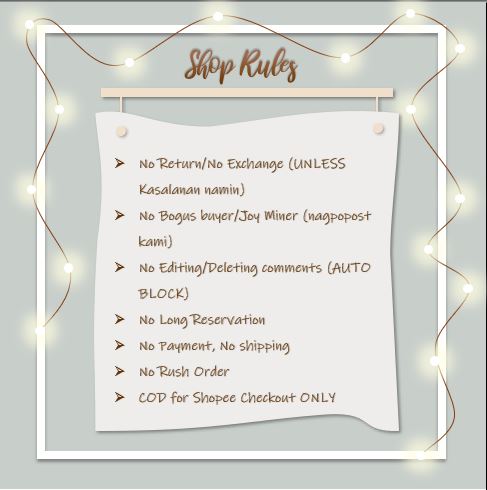 Shop Rules
No Return/No Exchange (UNLESS
Kasalanan namin)
No Bogus buyer/Joy Miner (nagpopost
kami)
No Editing/Deleting comments (AUTO
BLOCK)
No Long Reservation
No Payment, No shipping
No Rush Order
COD for Shopee Checkout ONLY